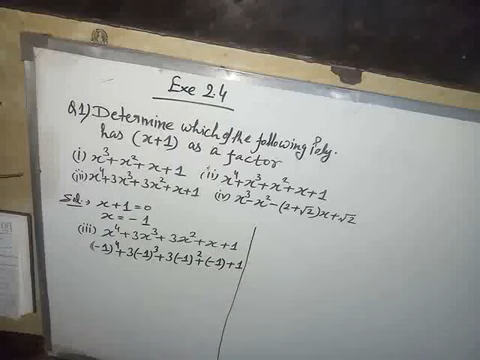 Exe 2.4
Q1) Determine which of the following Poly.
has (x+1) as a factor
(i) x³+x²+x+1 (ii) x⁴+x³+x²+x+1
(iii) x⁴+3x³+3x²+x+1 (iv) x³-x²-(2+√2)x+√2
Sol:, x+1=0
x=-1
(iii) x⁴+3x³+3x²+x+1
(-1)⁴+3(-1)³+3(-1)²+(-1)+1